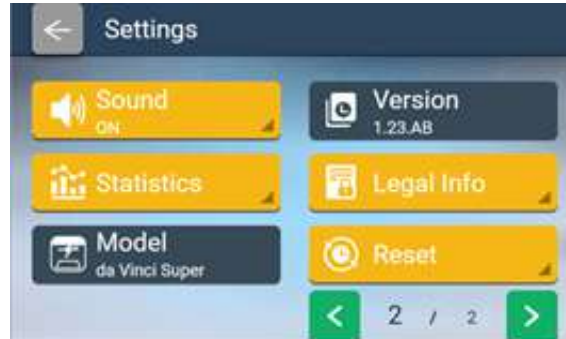 Settings
Sound
ON
Version
1.23.AB
Statistics
Legal Info
Model
da Vinci Super
Reset
2 / 2